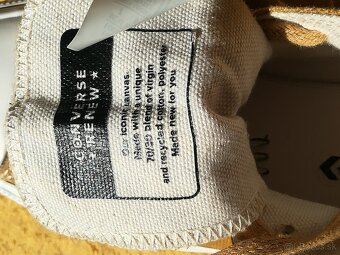 CONVERSE
★ RENEW ★
Our iconic canvas.
Made with a unique
70/30 blend of virgin
and recycled cotton, polyester
Made new for you